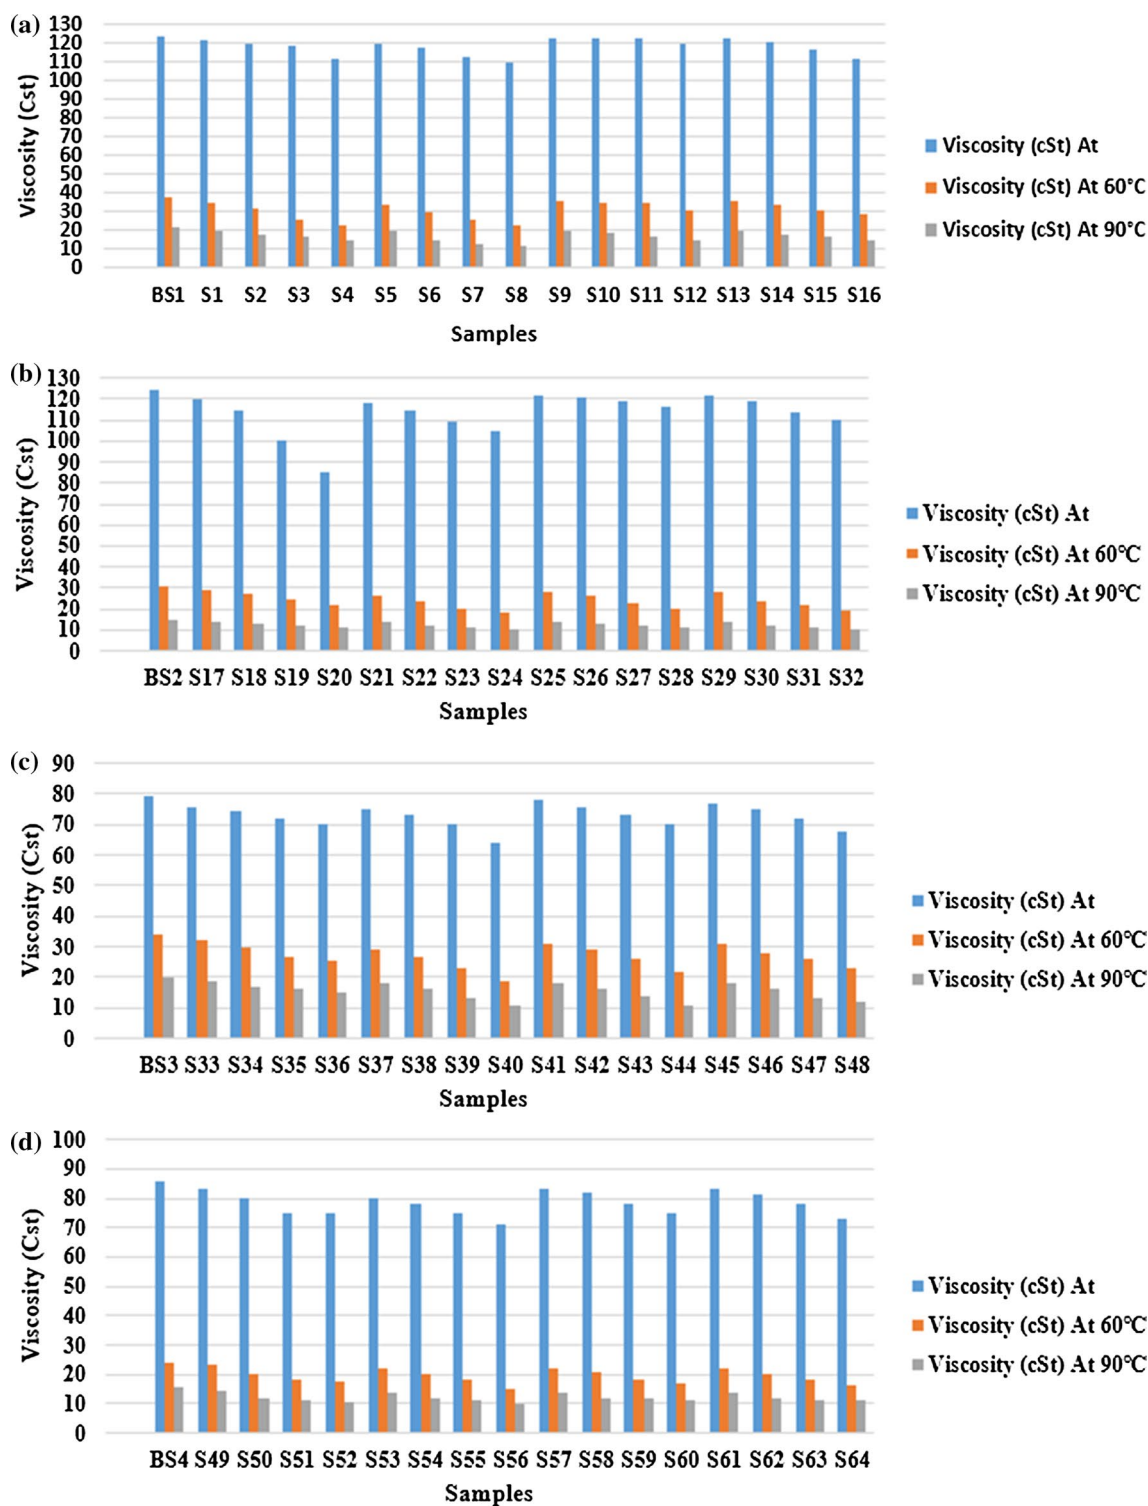 (a)
130
120
110
100
90
80
70
60
50
40
30
20
10
0
Viscosity (Cst)
BS1 S1 S2 S3 S4 S5 S6 S7 S8 S9 S10 S11 S12 S13 S14 S15 S16
Samples
Viscosity (cSt) At
Viscosity (cSt) At 60°C
Viscosity (cSt) At 90°C
(b)
130
120
110
100
90
80
70
60
50
40
30
20
10
0
Viscosity (Cst)
BS2 S17 S18 S19 S20 S21 S22 S23 S24 S25 S26 S27 S28 S29 S30 S31 S32
Samples
Viscosity (cSt) At
Viscosity (cSt) At 60°C
Viscosity (cSt) At 90°C
(c)
90
80
70
60
50
40
30
20
10
0
Viscosity (Cst)
BS3 S33 S34 S35 S36 S37 S38 S39 S40 S41 S42 S43 S44 S45 S46 S47 S48
Samples
Viscosity (cSt) At
Viscosity (cSt) At 60°C
Viscosity (cSt) At 90°C
(d)
100
90
80
70
60
50
40
30
20
10
0
Viscosity (Cst)
BS4 S49 S50 S51 S52 S53 S54 S55 S56 S57 S58 S59 S60 S61 S62 S63 S64
Samples
Viscosity (cSt) At
Viscosity (cSt) At 60°C
Viscosity (cSt) At 90°C